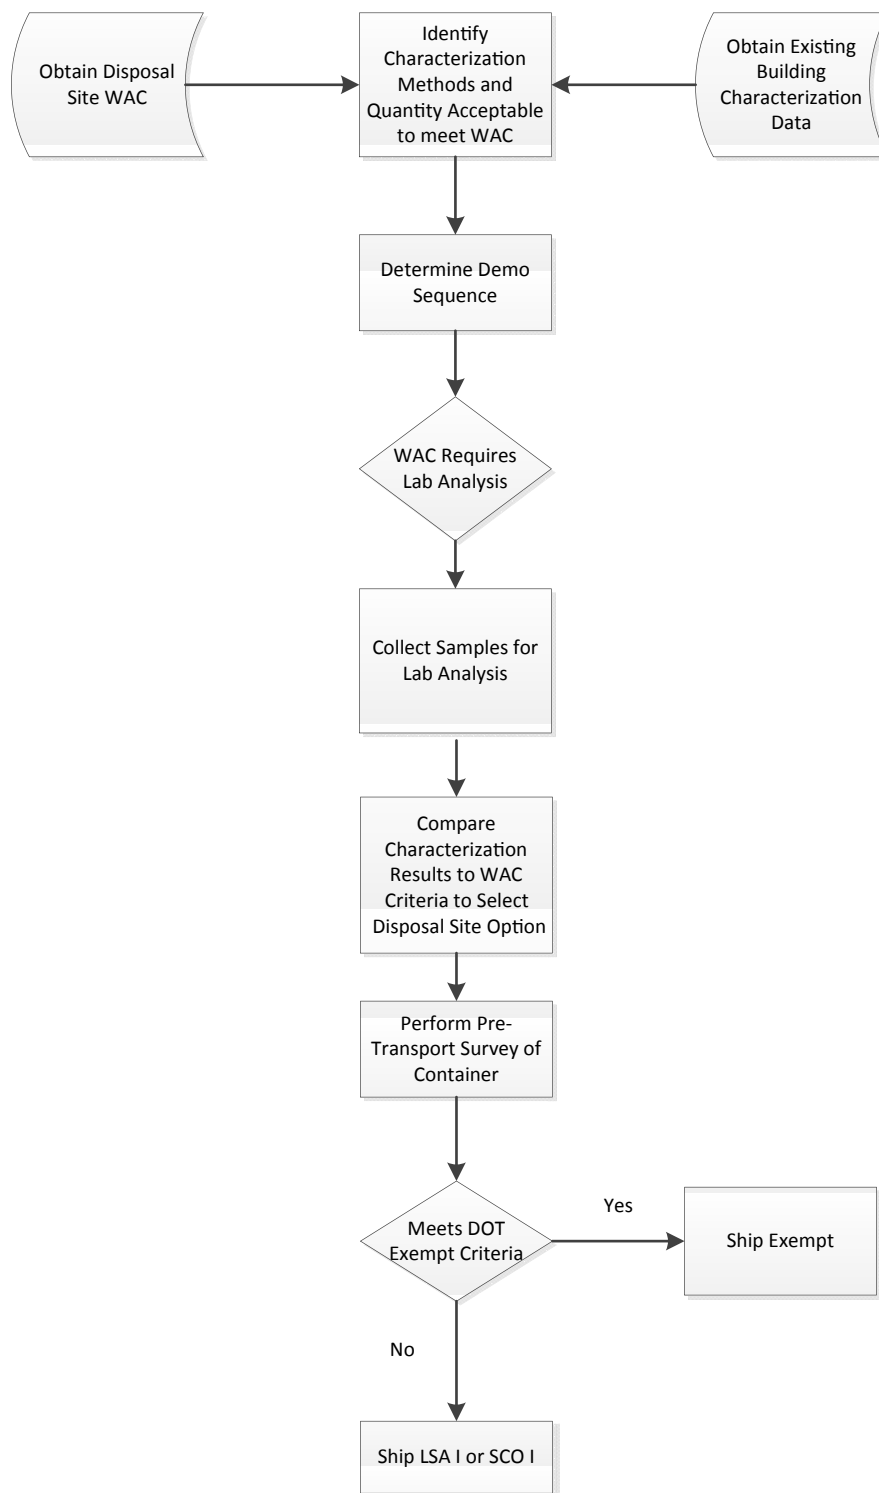 Obtain Disposal
Site WAC
Identify
Characterization
Methods and
Quantity Acceptable
to meet WAC
Obtain Existing
Building
Characterization
Data
Determine Demo
Sequence
WAC Requires
Lab Analysis
Collect Samples for
Lab Analysis
Compare
Characterization
Results to WAC
Criteria to Select
Disposal Site Option
Perform Pre-
Transport Survey of
Container
Meets DOT
Exempt Criteria
Yes
Ship Exempt
No
Ship LSA I or SCO I